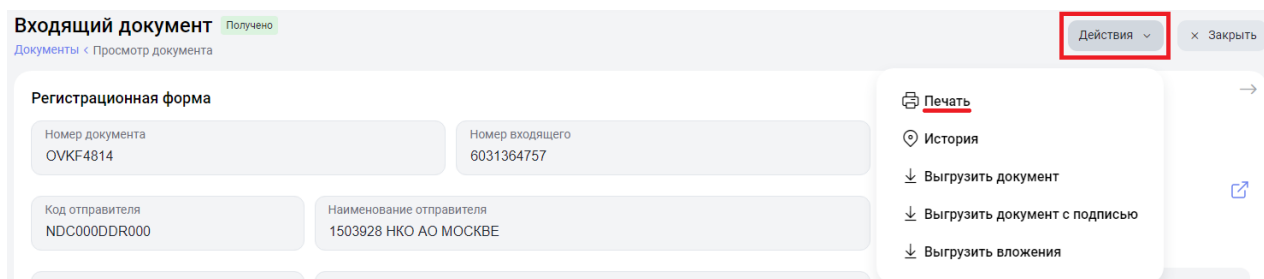 Входящий документ Получено
Действия
× Закрыть
Документы < Просмотр документа
Регистрационная форма
Номер документа
OVKF4814
Номер входящего
6031364757
Код отправителя
NDC000DDR000
Наименование отправителя
1503928 НКО АО МОСКВЕ
Печать
История
Выгрузить документ
Выгрузить документ с подписью
Выгрузить вложения